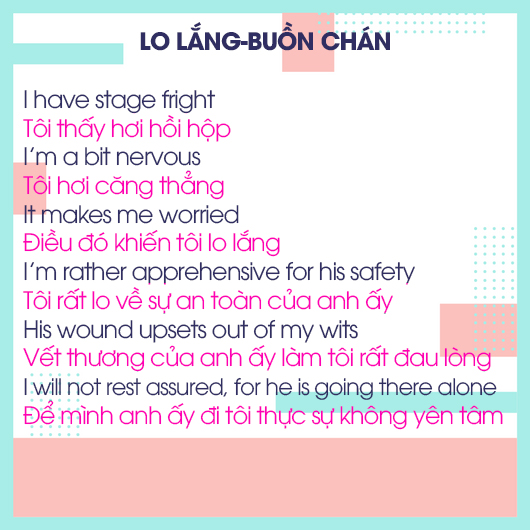 LO LẮNG-BUỒN CHÁN
I have stage fright
Tôi thấy hơi hồi hộp
I'm a bit nervous
Tôi hơi căng thẳng
It makes me worried
Điều đó khiến tôi lo lắng
I'm rather apprehensive for his safety
Tôi rất lo về sự an toàn của anh ấy
His wound upsets out of my wits
Vết thương của anh ấy làm tôi rất đau lòng
I will not rest assured, for he is going there alone
Để mình anh ấy đi tôi thực sự không yên tâm